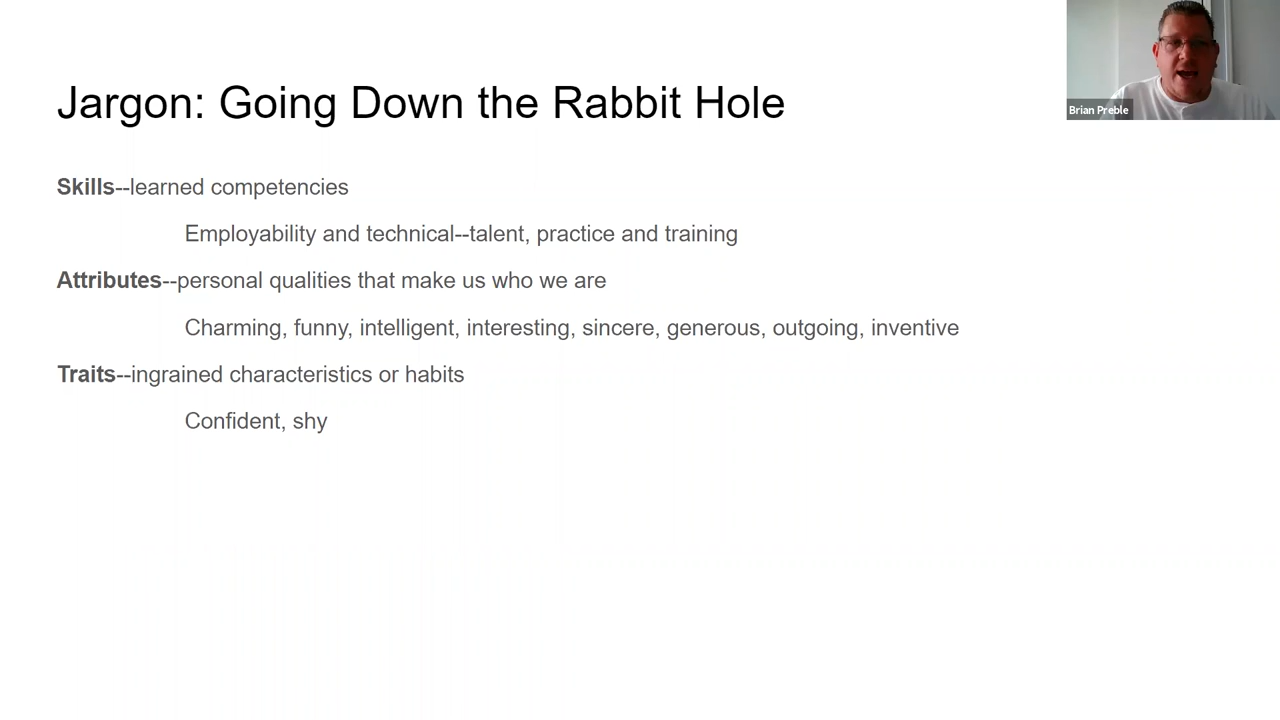 Jargon: Going Down the Rabbit Hole
Brian Preble
Skills--learned competencies
Employability and technical--talent, practice and training
Attributes--personal qualities that make us who we are
Charming, funny, intelligent, interesting, sincere, generous, outgoing, inventive
Traits--ingrained characteristics or habits
Confident, shy